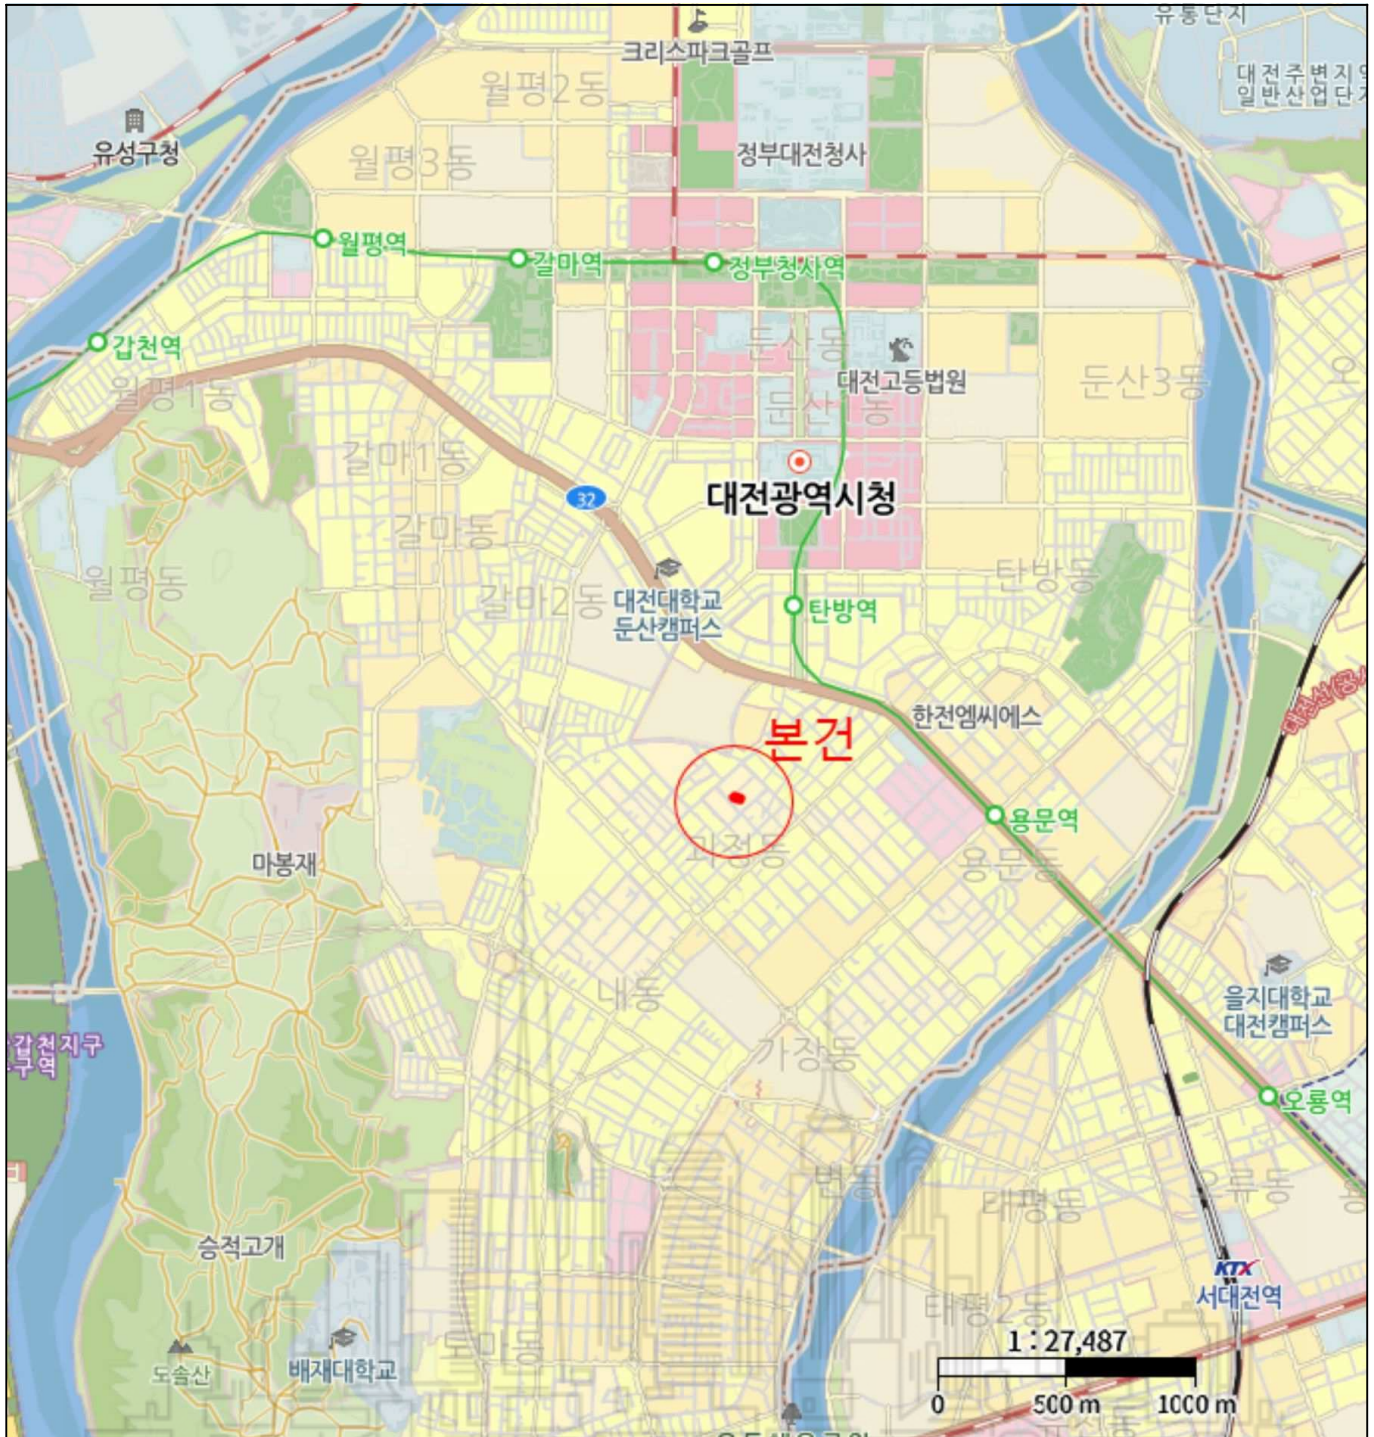 유통단지
크리스파크골프
대전주변지역
일반산업단지
월평2동
유성구청
월평3동
정부대전청사
월평역
갈마역
정부청사역
갑천역
둔산동
대전고등법원
둔산3동
월평1동
둔산1동
갈마1동
대전광역시청
32
갈마동
월평동
탄방동
갈마2동
대전대학교
둔산캠퍼스
탄방역
한전엠씨에스
본건
용문역
괴정동
용문동
마봉재
내동
을지대학교
대전캠퍼스
갑천지구
구역
가장동
오룡역
변동
태평동
오류동
승적고개
KTX
서대전역
태평2동
도마동
도솔산
배재대학교
1:27,487
0 500 m 1000 m